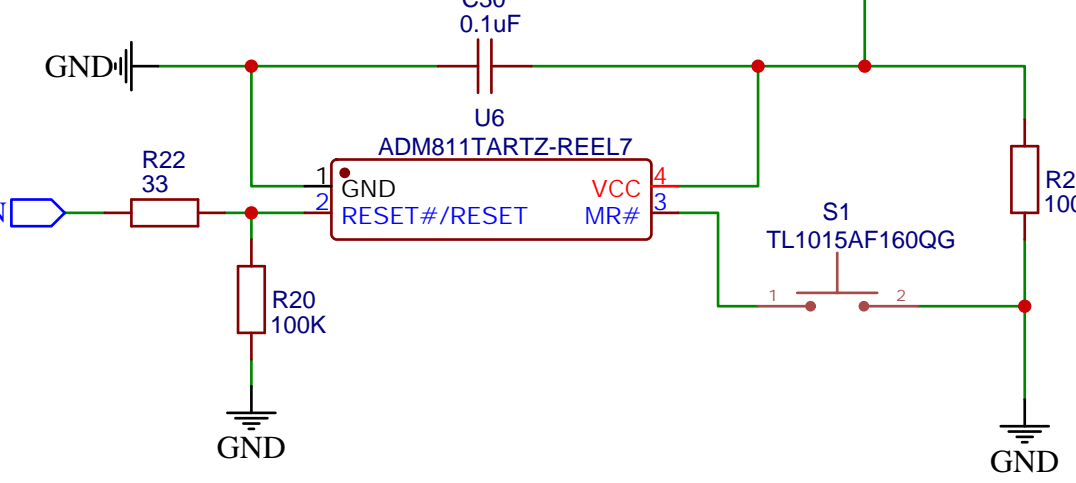 0.1uF
GND
U6
ADM811TARTZ-REEL7
R22
33
1
GND
VCC
4
2
RESET#/RESET
MR#
3
S1
TL1015AF160QG
1
2
R20
100K
GND
GND